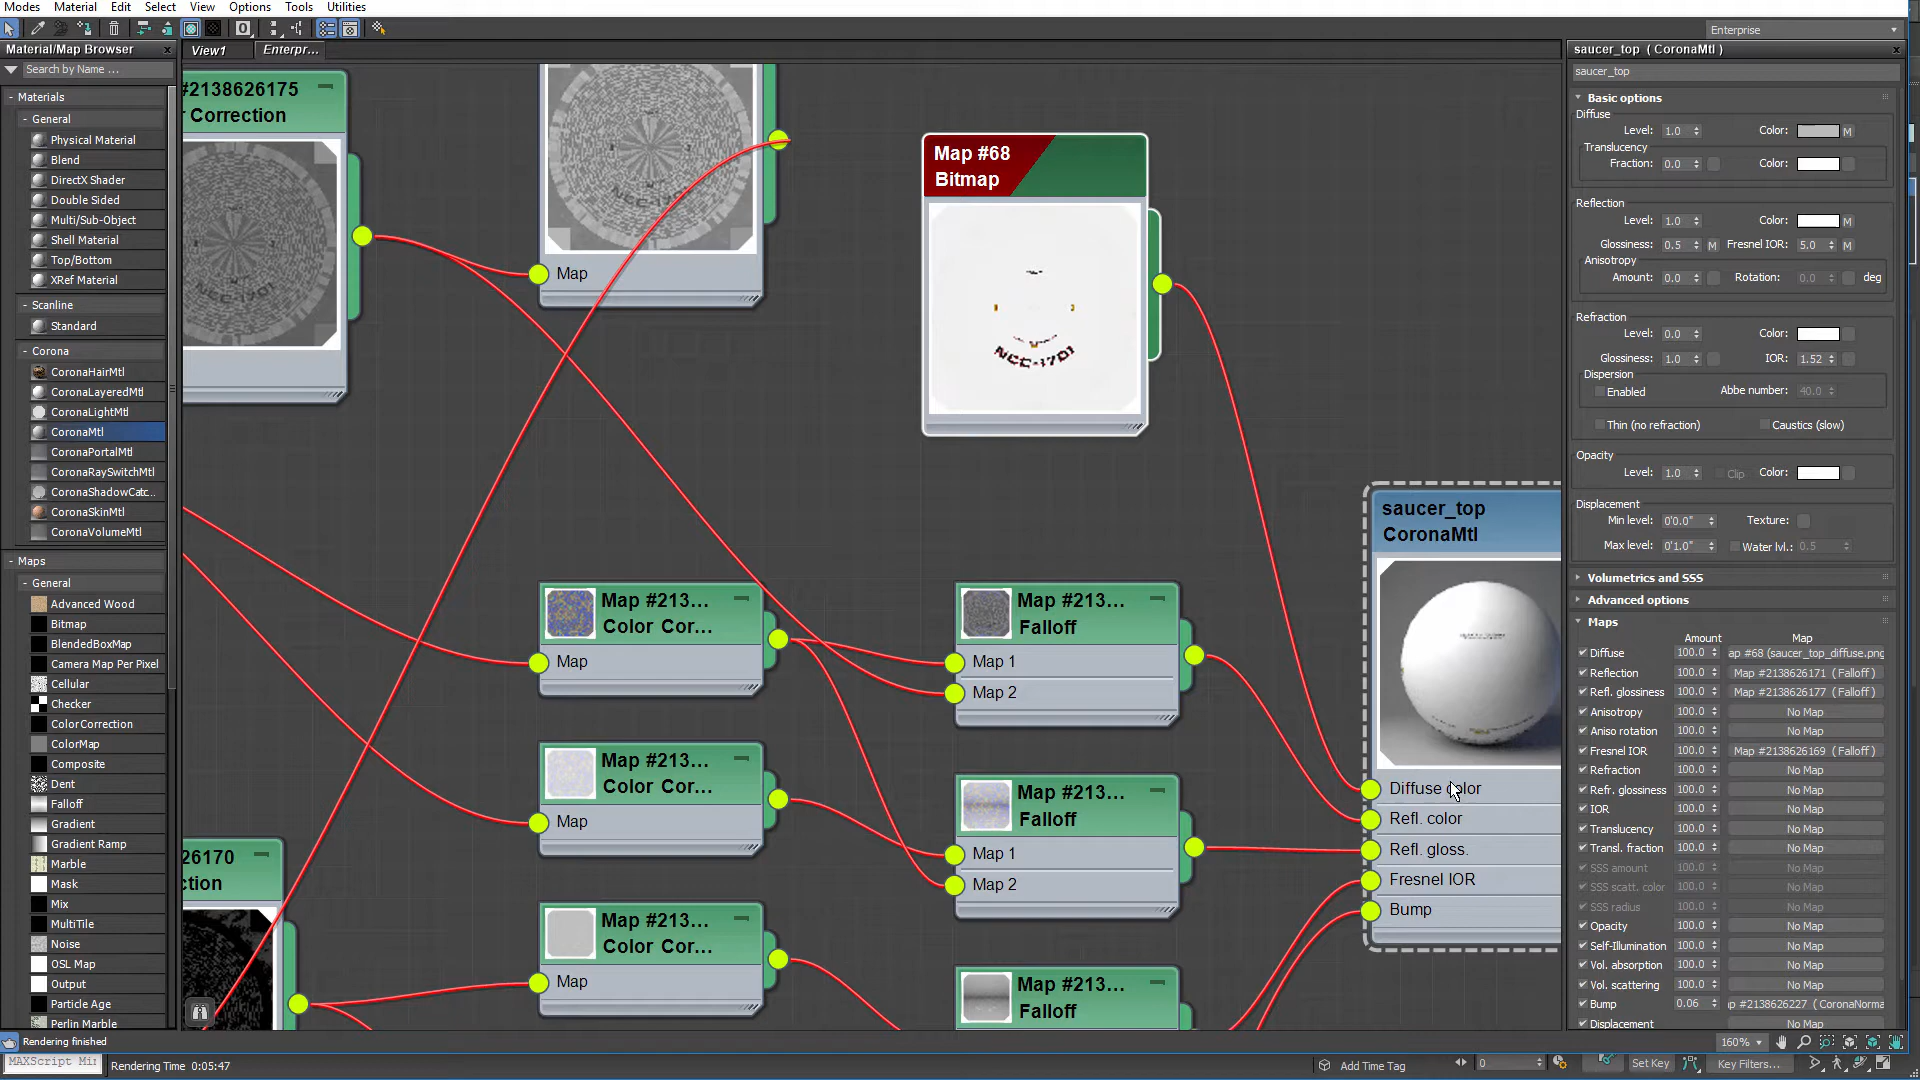 Modes Material Edit Select View Options Tools Utilities
Enterprise
Material/Map Browser
Search by Name ...
- Materials
- General
Physical Material
Blend
DirectX Shader
Double Sided
Multi/Sub-Object
Shell Material
Top/Bottom
XRef Material
- Scanline
Standard
- Corona
CoronaHairMtl
CoronaLayeredMtl
CoronaLightMtl
CoronaMtl
CoronaPortalMtl
CoronaRaySwitchMtl
CoronaShadowCatc...
CoronaSkinMtl
CoronaVolumeMtl
- Maps
- General
Advanced Wood
Bitmap
BlendedBoxMap
Camera Map Per Pixel
Cellular
Checker
ColorCorrection
ColorMap
Composite
Dent
Falloff
Gradient
Gradient Ramp
Marble
Mask
Mix
MultiTile
Noise
OSL Map
Output
Particle Age
Perlin Marble
View1 Enterpr...
#2138626175
r Correction
NCC-1701
NCC-1701
Map
Map #68
Bitmap
NCC-1701
Map #213...
Color Cor...
Map
Map #213...
Color Cor...
Map
Map #213...
Color Cor...
Map
26170
ction
Map #213...
Falloff
Map 1
Map 2
Map #213...
Falloff
Map 1
Map 2
Map #213...
Falloff
saucer_top
CoronaMtl
Diffuse color
Refl. color
Refl. gloss.
Fresnel IOR
Bump
saucer_top ( CoronaMtl )
saucer_top
Basic options
Diffuse
Level: 1.0 Color: M
Translucency
Fraction: 0.0 Color:
Reflection
Level: 1.0 Color: M
Glossiness: 0.5 M Fresnel IOR: 5.0 M
Anisotropy
Amount: 0.0 Rotation: 0.0 deg
Refraction
Level: 0.0 Color:
Glossiness: 1.0 IOR: 1.52
Dispersion
Enabled Abbe number: 40.0
Thin (no refraction) Caustics (slow)
Opacity
Level: 1.0 Clip Color:
Displacement
Min level: 0'0.0" Texture:
Max level: 0'1.0" Water lvl.: 0.5
Volumetrics and SSS
Advanced options
Maps
Amount Map
Diffuse 100.0 ap #68 (saucer_top_diffuse.png
Reflection 100.0 Map #2138626171 ( Falloff )
Refl. glossiness 100.0 Map #2138626177 ( Falloff )
Anisotropy 100.0 No Map
Aniso rotation 100.0 No Map
Fresnel IOR 100.0 Map #2138626169 ( Falloff )
Refraction 100.0 No Map
Refr. glossiness 100.0 No Map
IOR 100.0 No Map
Translucency 100.0 No Map
Transl. fraction 100.0 No Map
SSS amount 100.0 No Map
SSS scatt. color 100.0 No Map
SSS radius 100.0 No Map
Opacity 100.0 No Map
Self-Illumination 100.0 No Map
Vol. absorption 100.0 No Map
Vol. scattering 100.0 No Map
Bump 0.06 ap #2138626227 ( CoronaNorma
Displacement No Map
Rendering finished
160%
MAXScript Mi
Rendering Time 0:05:47
Add Time Tag
0
Set Key
Key Filters...